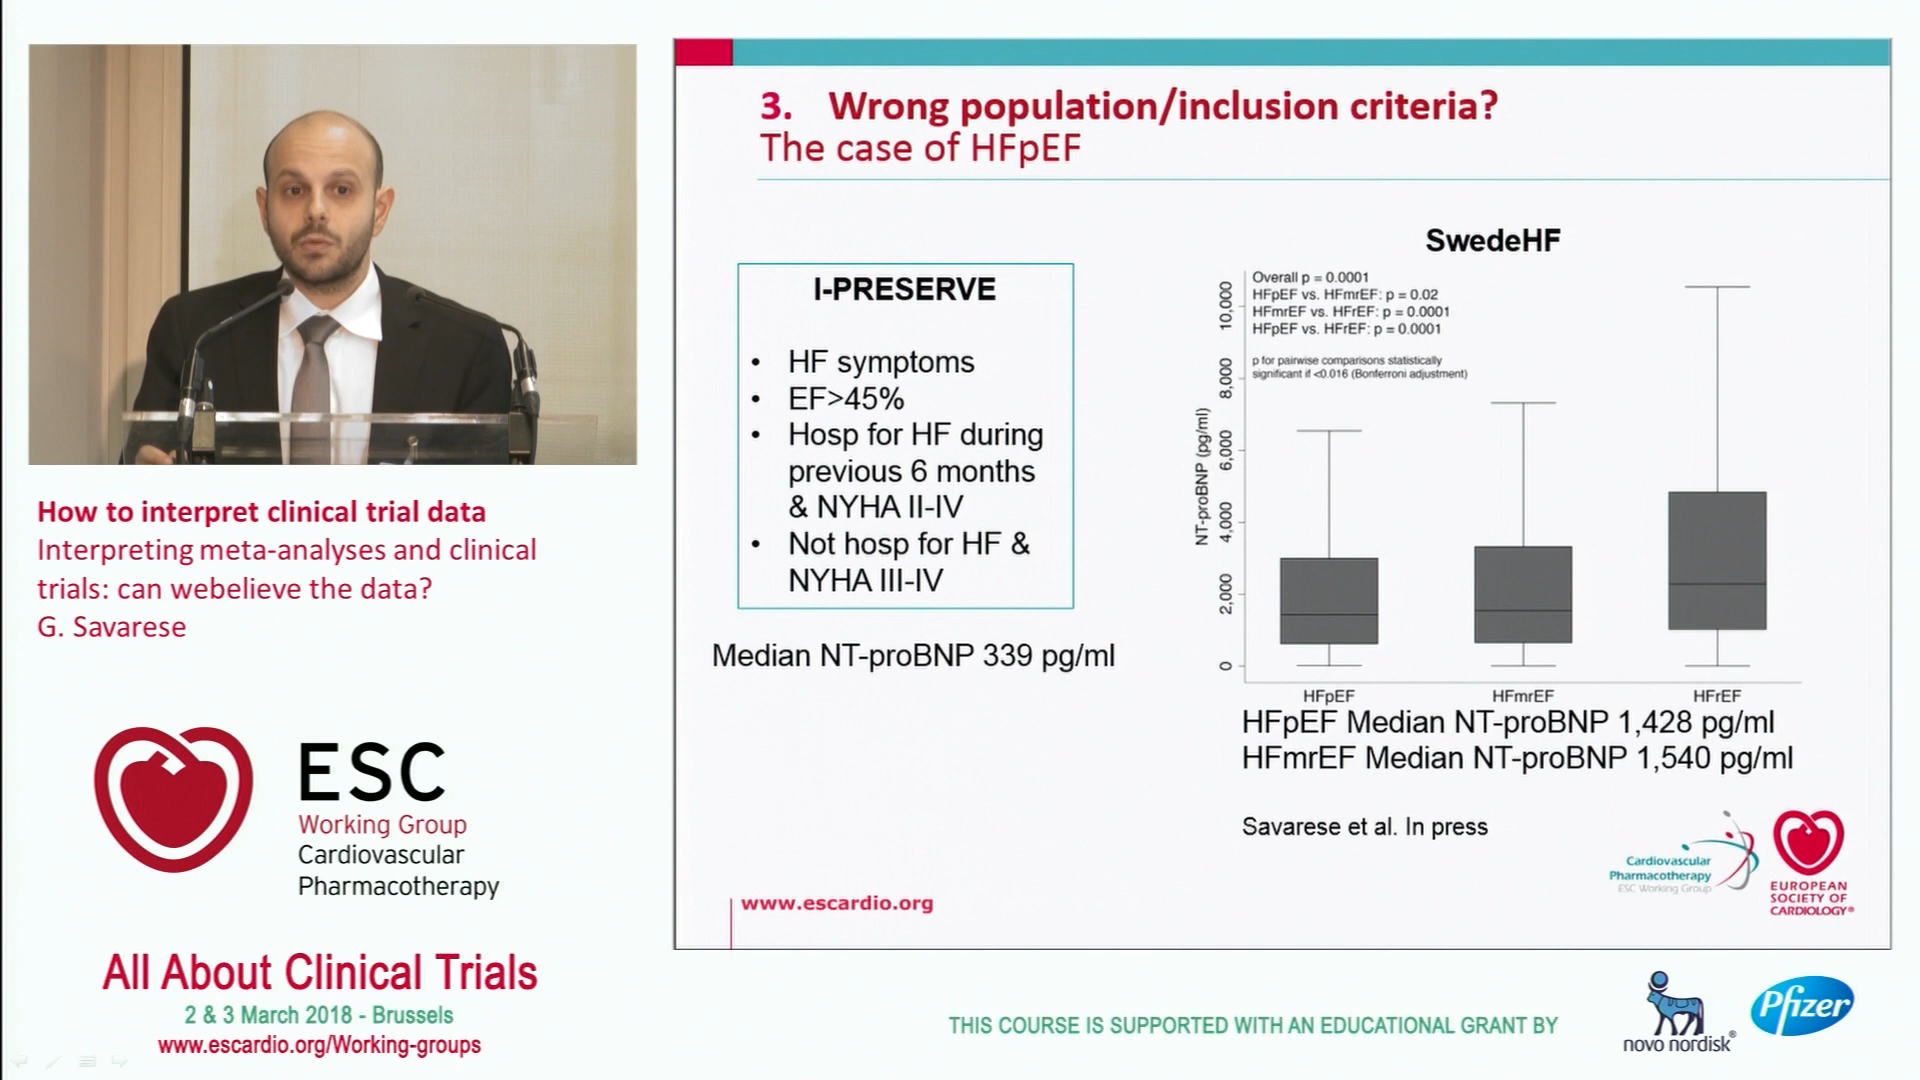 3. Wrong population/inclusion criteria?
The case of HFpEF
I-PRESERVE
• HF symptoms
• EF>45%
• Hosp for HF during
previous 6 months
& NYHA II-IV
• Not hosp for HF &
NYHA III-IV
Median NT-proBNP 339 pg/ml
SwedeHF
Overall p = 0.0001
HFpEF vs. HFmrEF: p = 0.02
HFmrEF vs. HFrEF: p = 0.0001
HFpEF vs. HFrEF: p = 0.0001
p for pairwise comparisons statistically
significant if <0.016 (Bonferroni adjustment)
NT-proBNP (pg/ml)
10,000
8,000
6,000
4,000
2,000
0
HFpEF HFmrEF HFrEF
HFpEF Median NT-proBNP 1,428 pg/ml
HFmrEF Median NT-proBNP 1,540 pg/ml
Savarese et al. In press
Cardiovascular
Pharmacotherapy
ESC Working Group
EUROPEAN
SOCIETY OF
CARDIOLOGY®
www.escardio.org
How to interpret clinical trial data
Interpreting meta-analyses and clinical
trials: can webelieve the data?
G. Savarese
ESC
Working Group
Cardiovascular
Pharmacotherapy
All About Clinical Trials
2 & 3 March 2018 - Brussels
www.escardio.org/Working-groups
THIS COURSE IS SUPPORTED WITH AN EDUCATIONAL GRANT BY
novo nordisk®
Pfizer